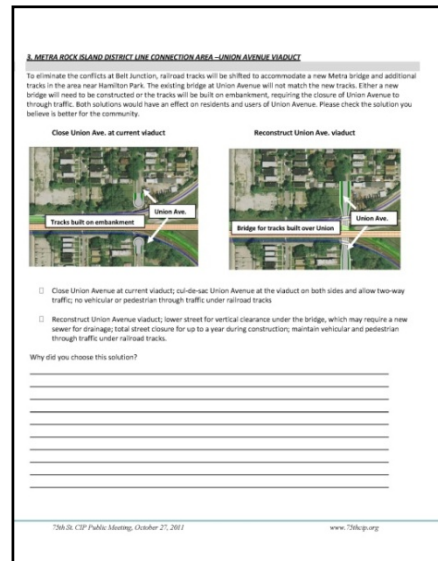 3. METRA ROCK ISLAND DISTRICT LINE CONNECTION AREA –UNION AVENUE VIADUCT
To eliminate the conflicts at Belt Junction, railroad tracks will be shifted to accommodate a new Metra bridge and additional
tracks in the area near Hamilton Park. The existing bridge at Union Avenue will not match the new tracks. Either a new
bridge will need to be constructed or the tracks will be built on embankment, requiring the closure of Union Avenue to
through traffic. Both solutions would have an effect on residents and users of Union Avenue. Please check the solution you
believe is better for the community.
Close Union Ave. at current viaduct
Reconstruct Union Ave. viaduct
Union Ave.
Tracks built on embankment
Union Ave.
Bridge for tracks built over Union
□ Close Union Avenue at current viaduct; cul-de-sac Union Avenue at the viaduct on both sides and allow two-way
traffic; no vehicular or pedestrian through traffic under railroad tracks
□ Reconstruct Union Avenue viaduct; lower street for vertical clearance under the bridge, which may require a new
sewer for drainage; total street closure for up to a year during construction; maintain vehicular and pedestrian
through traffic under railroad tracks.
Why did you choose this solution?
75th St. CIP Public Meeting, October 27, 2011 www.75thcip.org